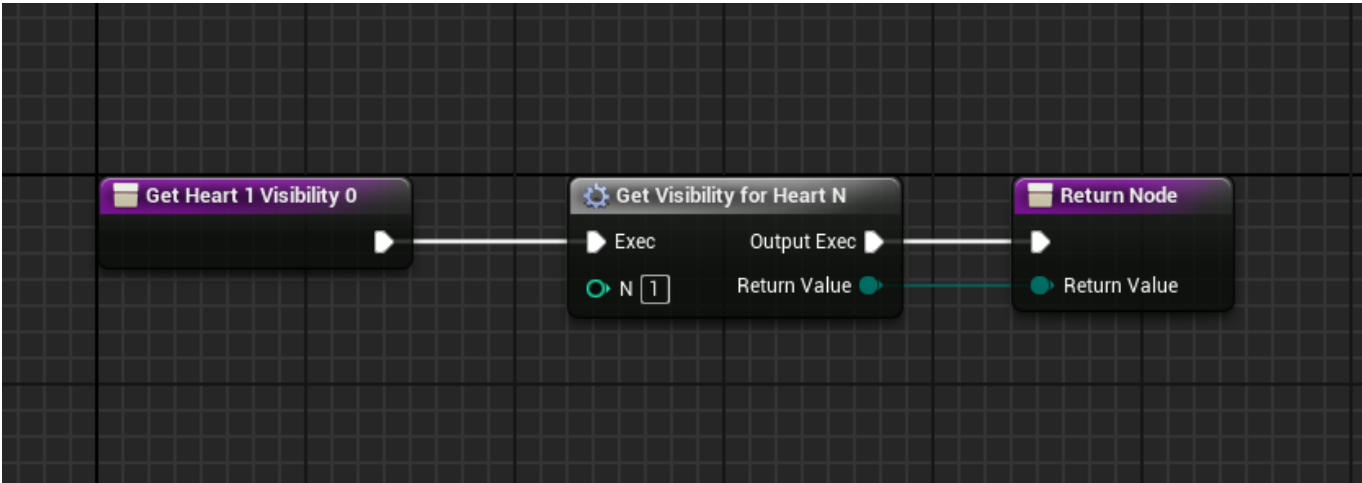 Get Heart 1 Visibility 0
Get Visibility for Heart N
Return Node
Exec
Output Exec
N 1
Return Value
Return Value